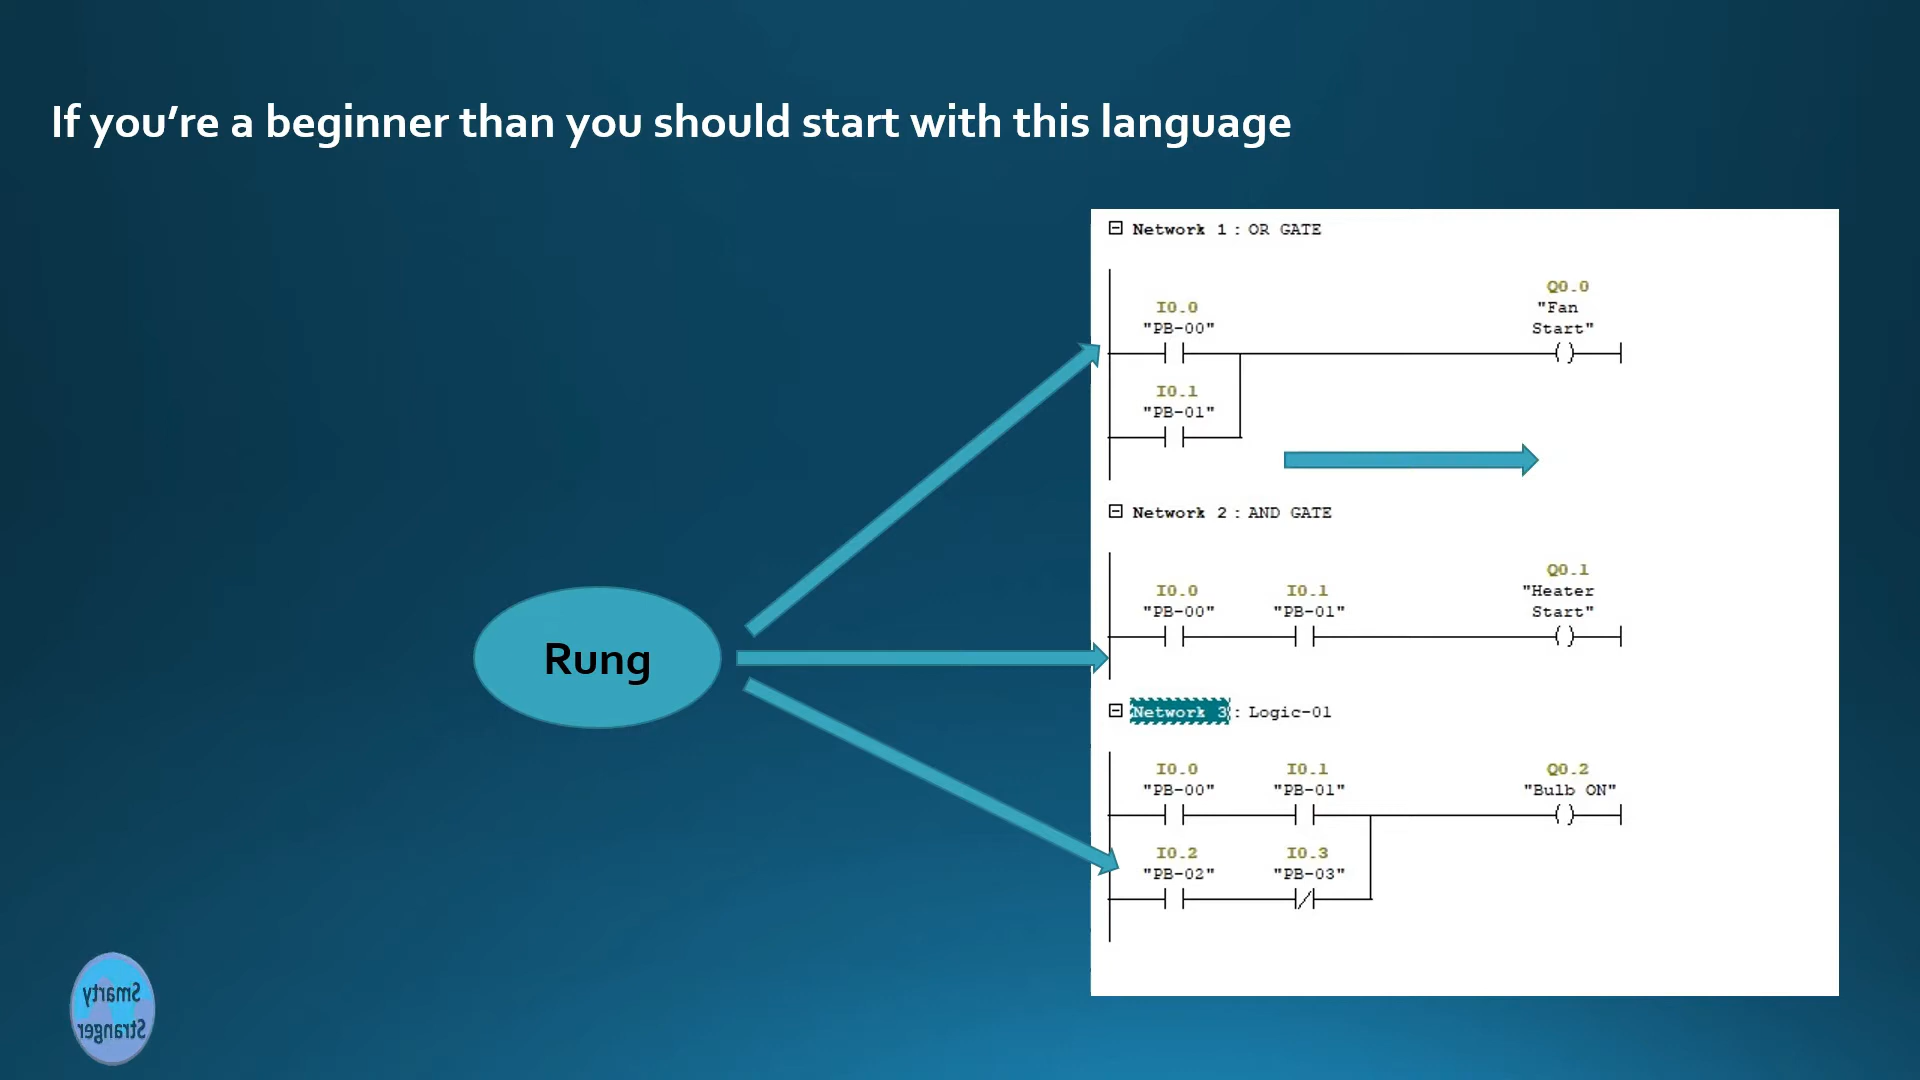 If you're a beginner than you should start with this language
Network 1 : OR GATE
Q0.0
I0.0 "Fan
"PB-00" Start"
I0.1
"PB-01"
Network 2 : AND GATE
Q0.1
I0.0 I0.1 "Heater
"PB-00" "PB-01" Start"
Rung
Network 3 : Logic-01
I0.0 I0.1 Q0.2
"PB-00" "PB-01" "Bulb ON"
I0.2 I0.3
"PB-02" "PB-03"
Smarty
Stranger